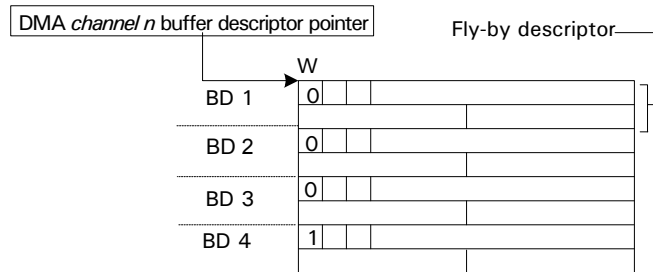 DMA channel n buffer descriptor pointer
Fly-by descriptor
W
BD 1
0
BD 2
0
BD 3
0
BD 4
1